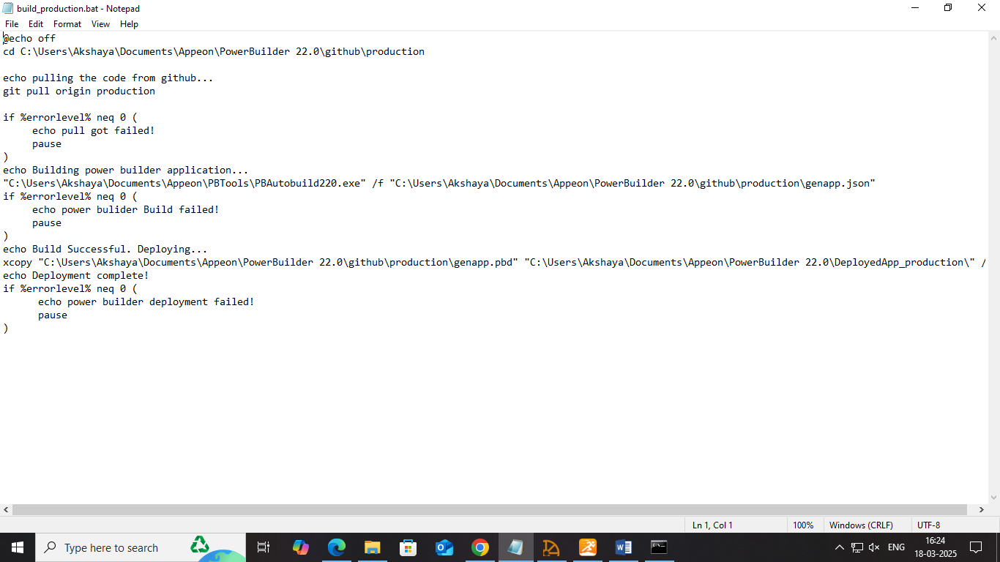 build_production.bat - Notepad
File Edit Format View Help
@echo off
cd C:\Users\Akshaya\Documents\Appeon\PowerBuilder 22.0\github\production
echo pulling the code from github...
git pull origin production
if %errorlevel% neq 0 (
echo pull got failed!
pause
)
echo Building power builder application...
"C:\Users\Akshaya\Documents\Appeon\PBTools\PBAutobuild220.exe" /f "C:\Users\Akshaya\Documents\Appeon\PowerBuilder 22.0\github\production\genapp.json"
if %errorlevel% neq 0 (
echo power bulider Build failed!
pause
)
echo Build Successful. Deploying...
xcopy "C:\Users\Akshaya\Documents\Appeon\PowerBuilder 22.0\github\production\genapp.pbd" "C:\Users\Akshaya\Documents\Appeon\PowerBuilder 22.0\DeployedApp_production\" /
echo Deployment complete!
if %errorlevel% neq 0 (
echo power builder deployment failed!
pause
)
Ln 1, Col 1 100% Windows (CRLF) UTF-8
Type here to search
ENG
16:24
18-03-2025